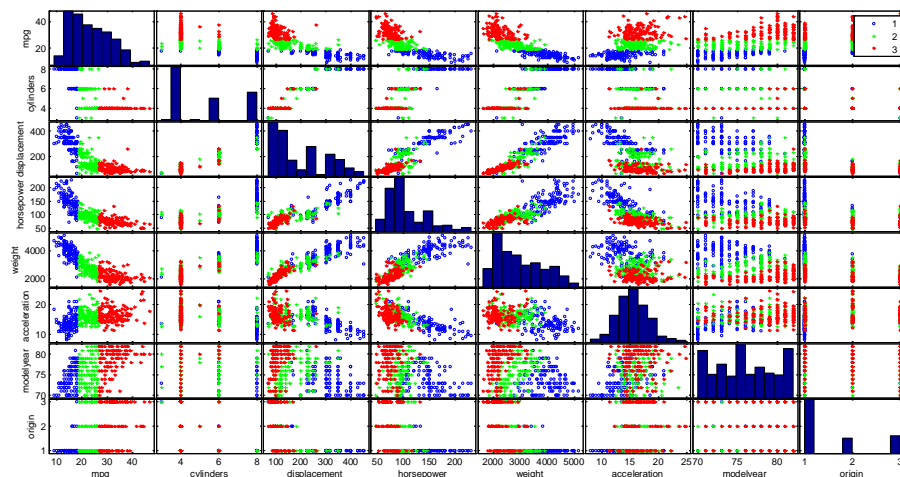 mpg
40
20
1
2
3
cylinders
8
6
4
displacement
400
200
horsepower
200
150
100
50
weight
4000
2000
acceleration
20
10
modelyear
80
75
70
origin
3
2
1
10 20 30 40
4 6 8
100 200 300 400
50 100 150 200
2000 3000 4000 5000
10 15 20 25
70 75 80
1 2 3
mpg cylinders displacement horsepower weight acceleration modelyear origin